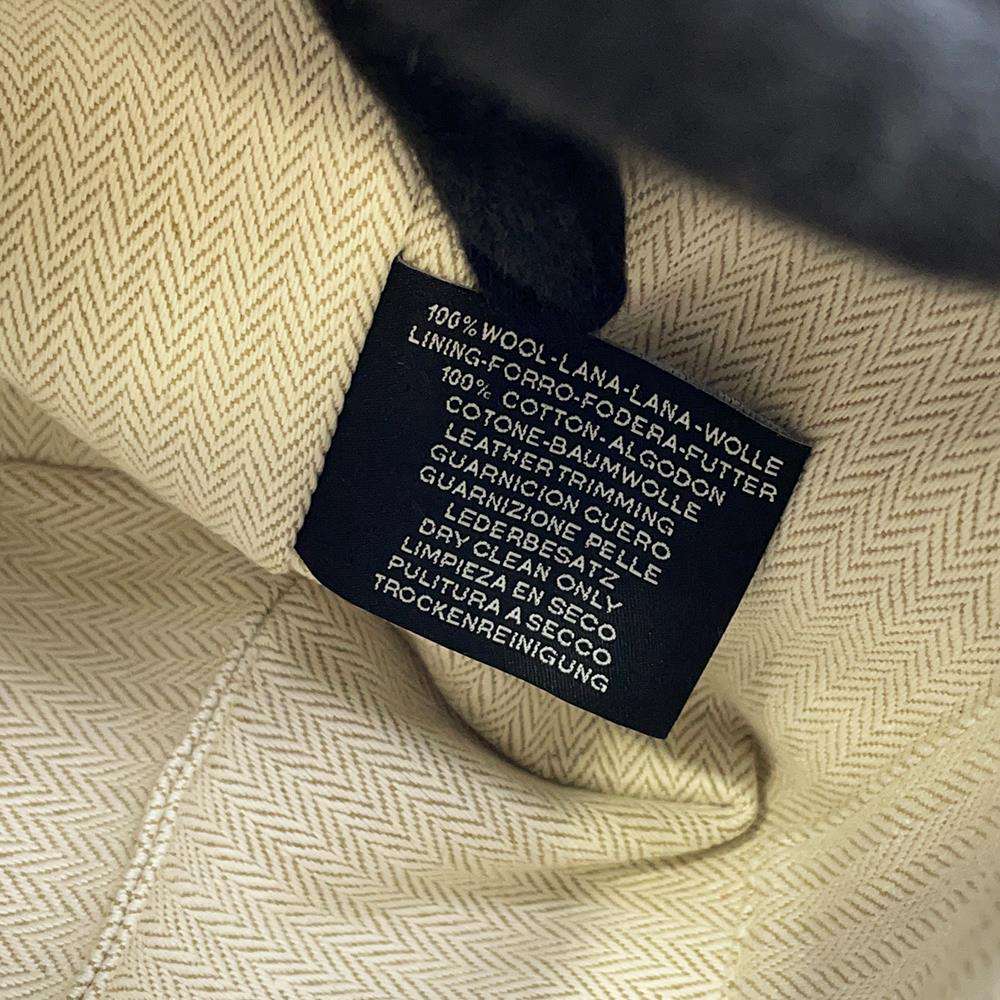 100% WOOL-LANA-LANA-WOLLE
LINING-FORRO-FODERA-FUTTER
100% COTTON-ALGODON
COTONE-BAUMWOLLE
LEATHER TRIMMING
GUARNICION CUERO
GUARNIZIONE PELLE
LEDERBESATZ
DRY CLEAN ONLY
LIMPIEZA EN SECO
PULITURA A SECCO
TROCKENREINIGUNG